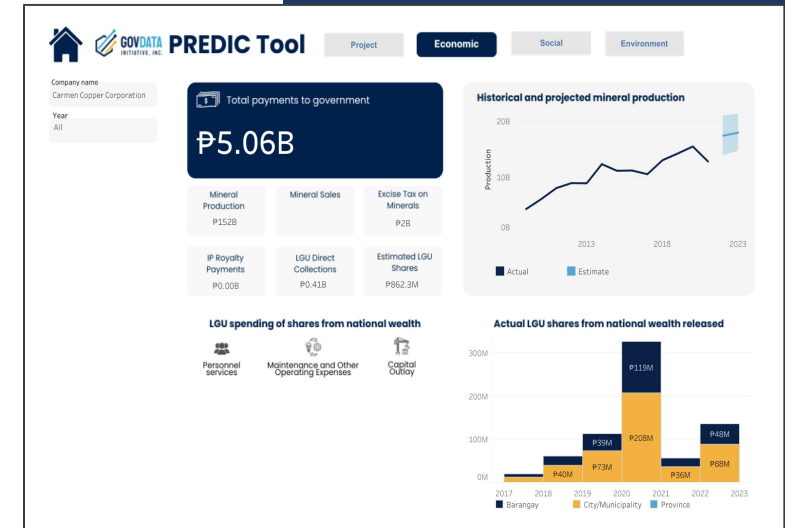 GOVDATA
INITIATIVE, INC.
PREDIC Tool
Project
Economic
Social
Environment
Company name
Carmen Copper Corporation
Year
All
Total payments to government
₱5.06B
Mineral
Production
₱152B
Mineral Sales
Excise Tax on
Minerals
₱2B
IP Royalty
Payments
₱0.00B
LGU Direct
Collections
₱0.41B
Estimated LGU
Shares
₱862.3M
Historical and projected mineral production
20B
10B
0B
Production
2013
2018
2023
Actual
Estimate
LGU spending of shares from national wealth
Personnel
services
Maintenance and Other
Operating Expenses
Capital
Outlay
Actual LGU shares from national wealth released
300M
200M
100M
0M
₱40M
₱39M
₱73M
₱119M
₱208M
₱36M
₱48M
₱88M
2017
2018
2019
2020
2021
2022
2023
Barangay
City/Municipality
Province